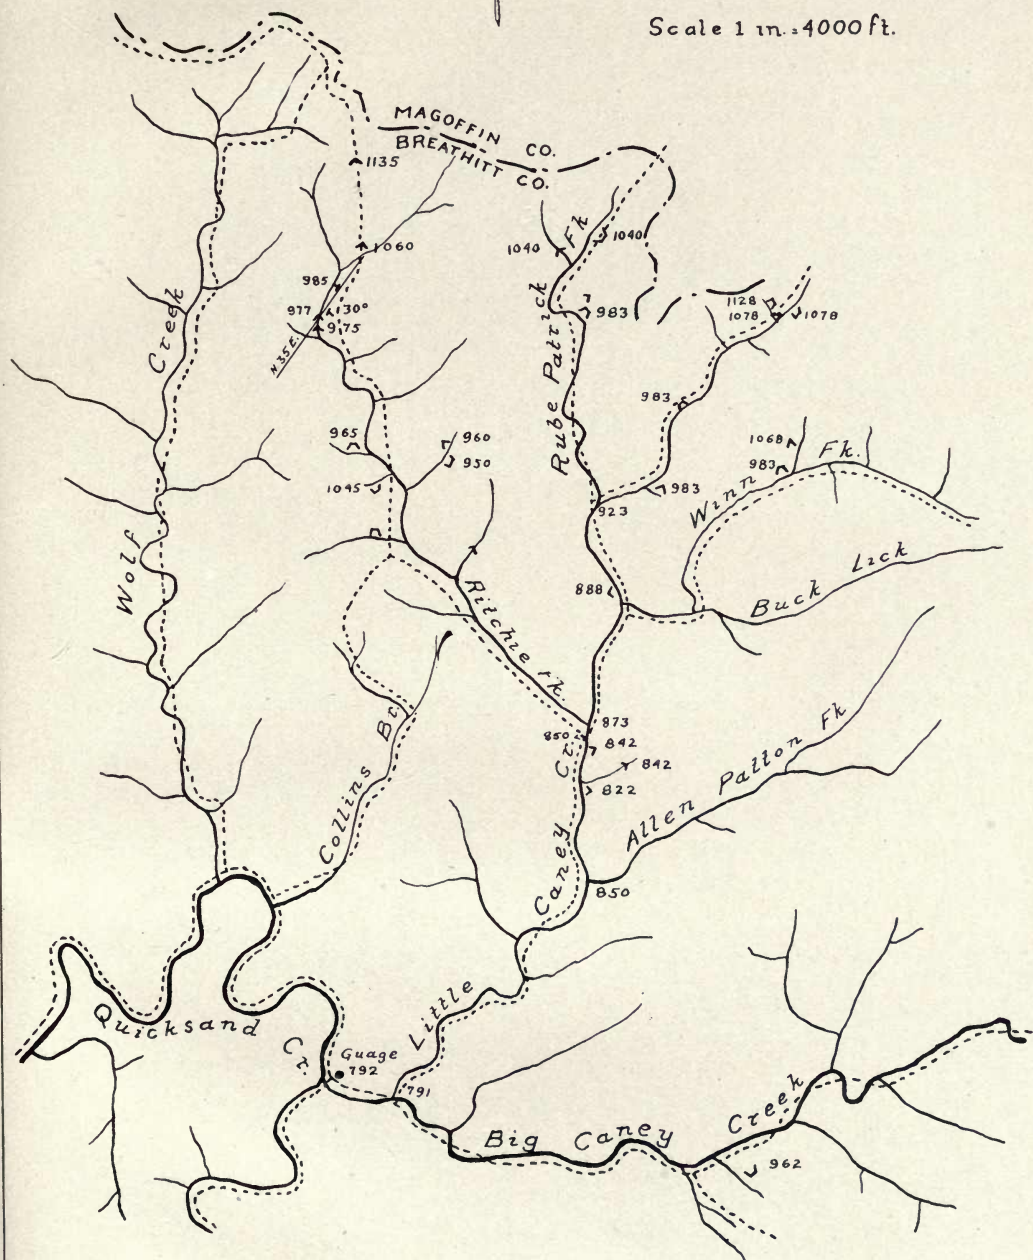 Scale 1 in.=4000 ft.
MAGOFFIN CO.
BREATHITT CO.
1135
1060
985
977
130°
975
N35E.
1040
Fk
1040
983
Rube Patrick
1128
1078
1078
983
983
923
965
960
950
1045
1068
983
Winn Fk.
Creek
Wolf
888
Buck Lick
Ritchie Fk.
873
850
842
842
822
Collins Br.
Allen Patton Fk
850
Caney Cr.
Little
Quicksand
Cr.
Guage
792
791
Big Caney Creek
962